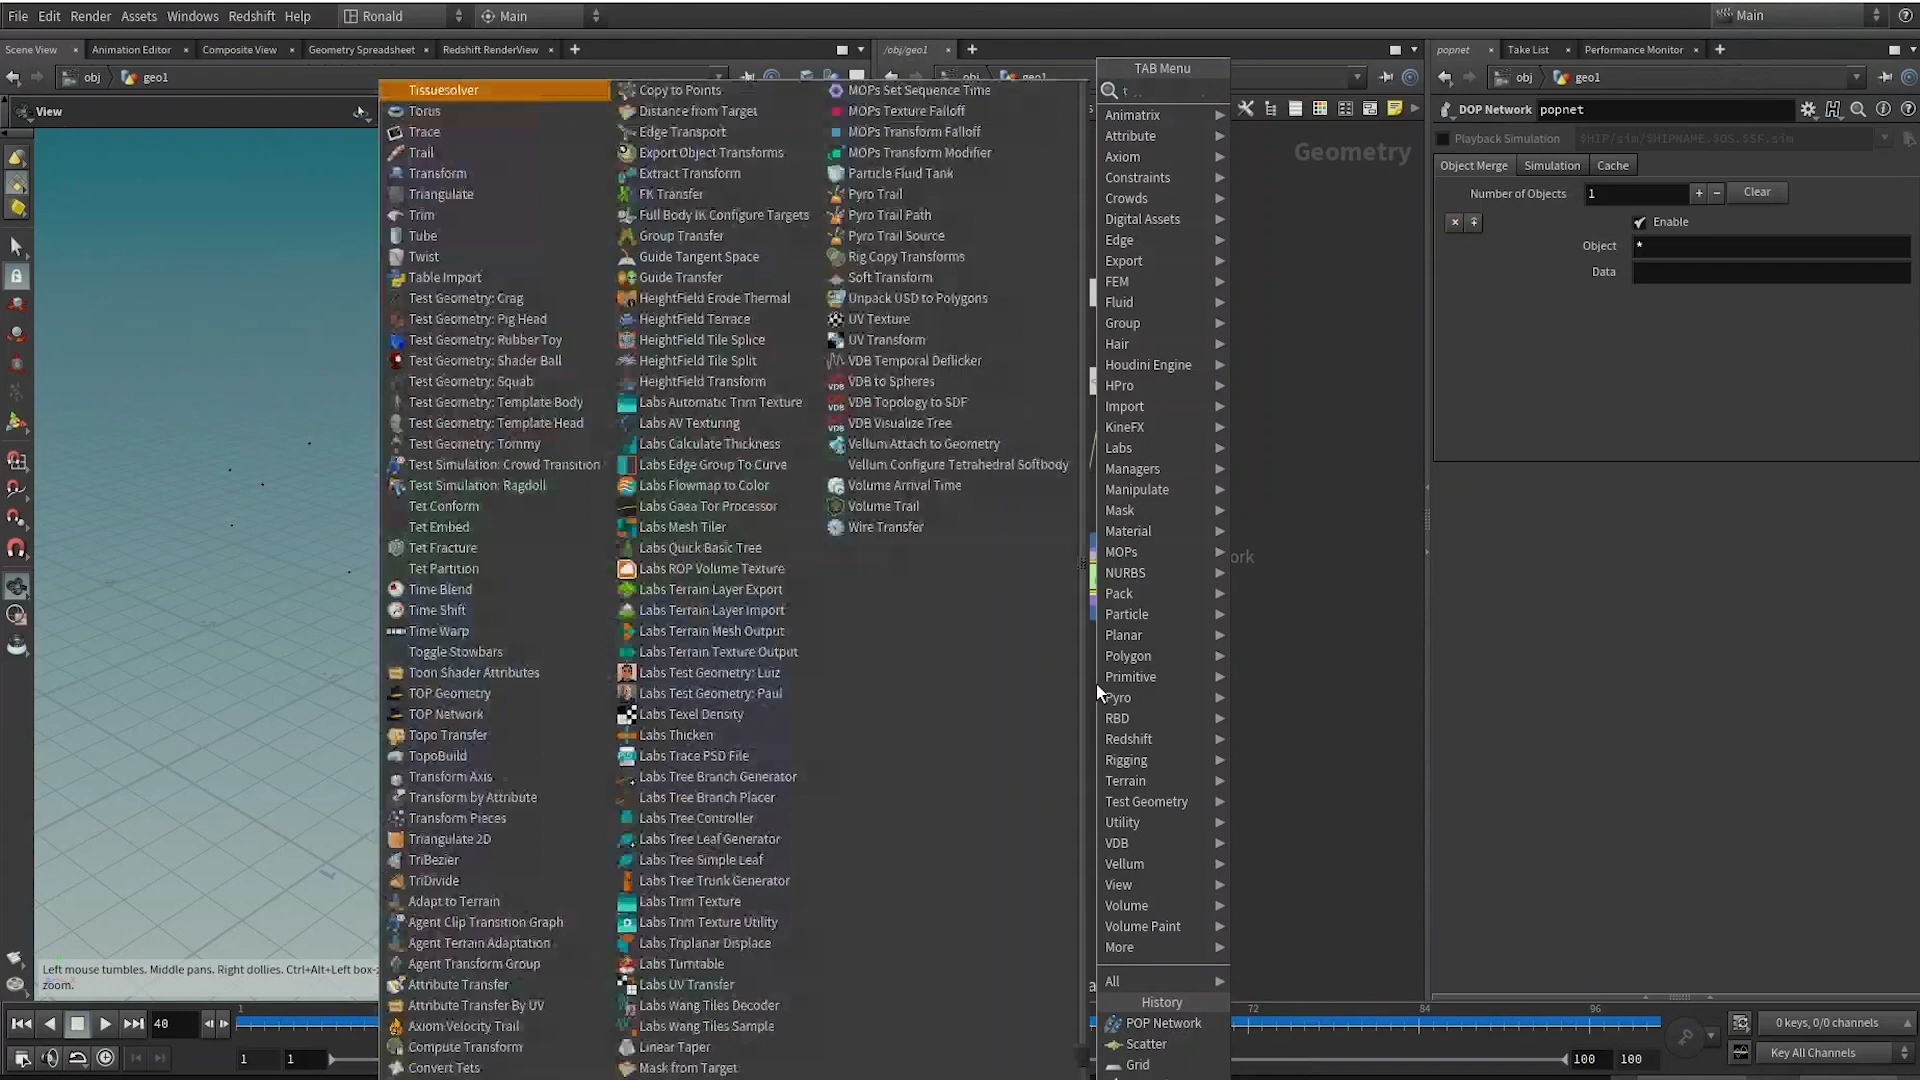 File Edit Render Assets Windows Redshift Help Ronald Main Main
Scene View Animation Editor Composite View Geometry Spreadsheet Redshift RenderView /obj/geo1 popnet Take List Performance Monitor
obj geo1 obj geo1 obj geo1
View
Tissuesolver
Torus
Trace
Trail
Transform
Triangulate
Trim
Tube
Twist
Table Import
Test Geometry: Crag
Test Geometry: Pig Head
Test Geometry: Rubber Toy
Test Geometry: Shader Ball
Test Geometry: Squab
Test Geometry: Template Body
Test Geometry: Template Head
Test Geometry: Tommy
Test Simulation: Crowd Transition
Test Simulation: Ragdoll
Tet Conform
Tet Embed
Tet Fracture
Tet Partition
Time Blend
Time Shift
Time Warp
Toggle Stowbars
Toon Shader Attributes
TOP Geometry
TOP Network
Topo Transfer
TopoBuild
Transform Axis
Transform by Attribute
Transform Pieces
Triangulate 2D
TriBezier
TriDivide
Adapt to Terrain
Agent Clip Transition Graph
Agent Terrain Adaptation
Agent Transform Group
Attribute Transfer
Attribute Transfer By UV
Axiom Velocity Trail
Compute Transform
Convert Tets
Copy to Points
Distance from Target
Edge Transport
Export Object Transforms
Extract Transform
FK Transfer
Full Body IK Configure Targets
Group Transfer
Guide Tangent Space
Guide Transfer
HeightField Erode Thermal
HeightField Terrace
HeightField Tile Splice
HeightField Tile Split
HeightField Transform
Labs Automatic Trim Texture
Labs AV Texturing
Labs Calculate Thickness
Labs Edge Group To Curve
Labs Flowmap to Color
Labs Gaea Tor Processor
Labs Mesh Tiler
Labs Quick Basic Tree
Labs ROP Volume Texture
Labs Terrain Layer Export
Labs Terrain Layer Import
Labs Terrain Mesh Output
Labs Terrain Texture Output
Labs Test Geometry: Luiz
Labs Test Geometry: Paul
Labs Texel Density
Labs Thicken
Labs Trace PSD File
Labs Tree Branch Generator
Labs Tree Branch Placer
Labs Tree Controller
Labs Tree Leaf Generator
Labs Tree Simple Leaf
Labs Tree Trunk Generator
Labs Trim Texture
Labs Trim Texture Utility
Labs Triplanar Displace
Labs Turntable
Labs UV Transfer
Labs Wang Tiles Decoder
Labs Wang Tiles Sample
Linear Taper
Mask from Target
MOPs Set Sequence Time
MOPs Texture Falloff
MOPs Transform Falloff
MOPs Transform Modifier
Particle Fluid Tank
Pyro Trail
Pyro Trail Path
Pyro Trail Source
Rig Copy Transforms
Soft Transform
Unpack USD to Polygons
UV Texture
UV Transform
VDB Temporal Deflicker
VDB to Spheres
VDB Topology to SDF
VDB Visualize Tree
Vellum Attach to Geometry
Vellum Configure Tetrahedral Softbody
Volume Arrival Time
Volume Trail
Wire Transfer
TAB Menu
t
Animatrix
Attribute
Axiom
Constraints
Crowds
Digital Assets
Edge
Export
FEM
Fluid
Group
Hair
Houdini Engine
HPro
Import
KineFX
Labs
Managers
Manipulate
Mask
Material
MOPs
NURBS
Pack
Particle
Planar
Polygon
Primitive
Pyro
RBD
Redshift
Rigging
Terrain
Test Geometry
Utility
VDB
Vellum
View
Volume
Volume Paint
More
All
History
POP Network
Scatter
Grid
Geometry
ork
DOP Network popnet
Playback Simulation $HIP/sim/$HIPNAME.$OS.$SF.sim
Object Merge Simulation Cache
Number of Objects 1 + − Clear
Enable
Object *
Data
Left mouse tumbles. Middle pans. Right dollies. Ctrl+Alt+Left box-
zoom.
40 1 72 84 96 0 keys, 0/0 channels
1 1 100 100 Key All Channels